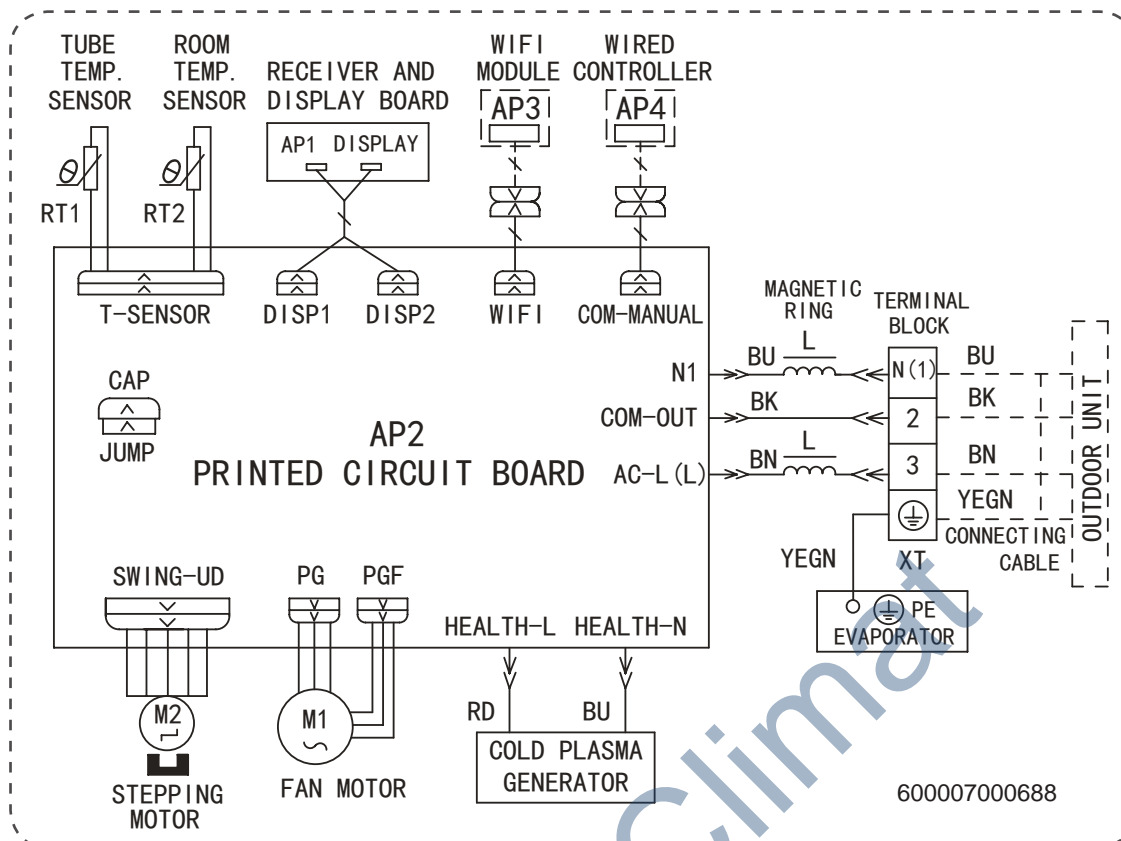 TUBE
TEMP.
SENSOR
ROOM
TEMP.
SENSOR
RECEIVER AND
DISPLAY BOARD
WIFI
MODULE
WIRED
CONTROLLER
AP1 DISPLAY
AP3
AP4
RT1
RT2
T-SENSOR
DISP1
DISP2
WIFI
COM-MANUAL
MAGNETIC
RING
TERMINAL
BLOCK
CAP
JUMP
AP2
PRINTED CIRCUIT BOARD
N1
BU
L
N(1)
BU
COM-OUT
BK
2
BK
AC-L(L)
BN
L
3
BN
YEGN
OUTDOOR UNIT
CONNECTING
CABLE
YEGN
XT
PE
EVAPORATOR
SWING-UD
PG
PGF
HEALTH-L
HEALTH-N
M2
M1
RD
BU
STEPPING
MOTOR
FAN MOTOR
COLD PLASMA
GENERATOR
600007000688
Climat